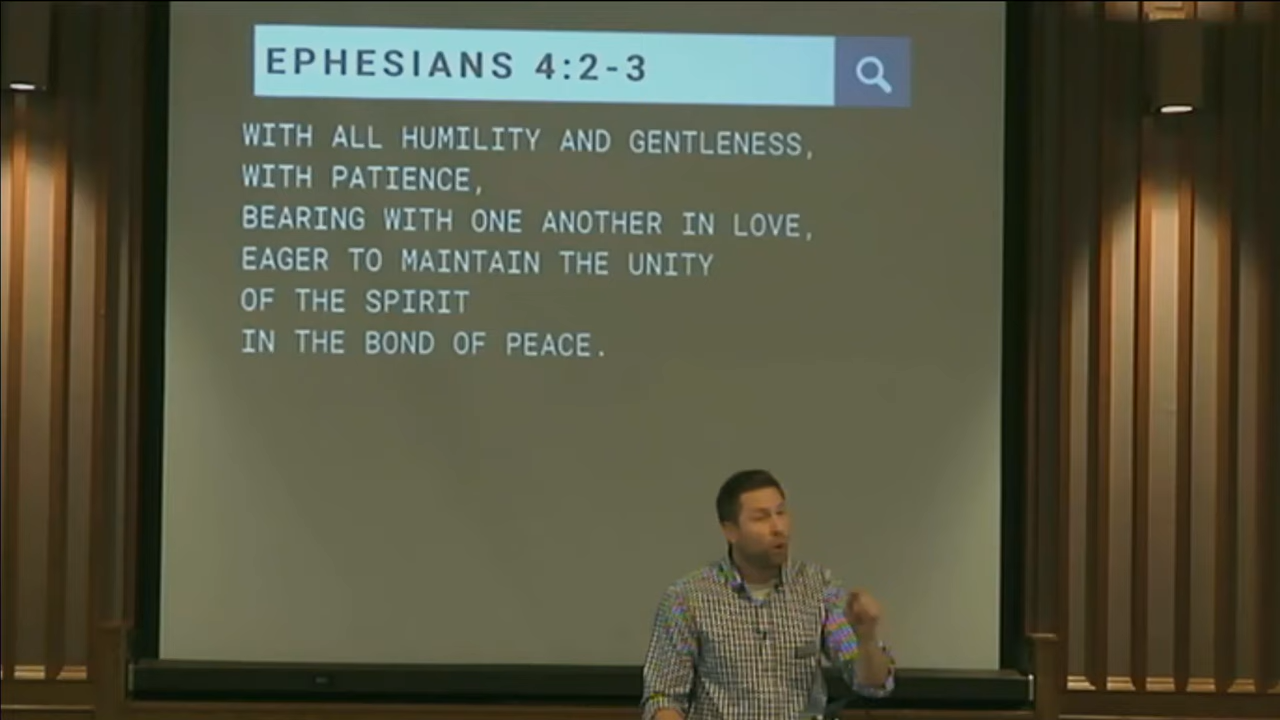 EPHESIANS 4:2-3
WITH ALL HUMILITY AND GENTLENESS,
WITH PATIENCE,
BEARING WITH ONE ANOTHER IN LOVE,
EAGER TO MAINTAIN THE UNITY
OF THE SPIRIT
IN THE BOND OF PEACE.